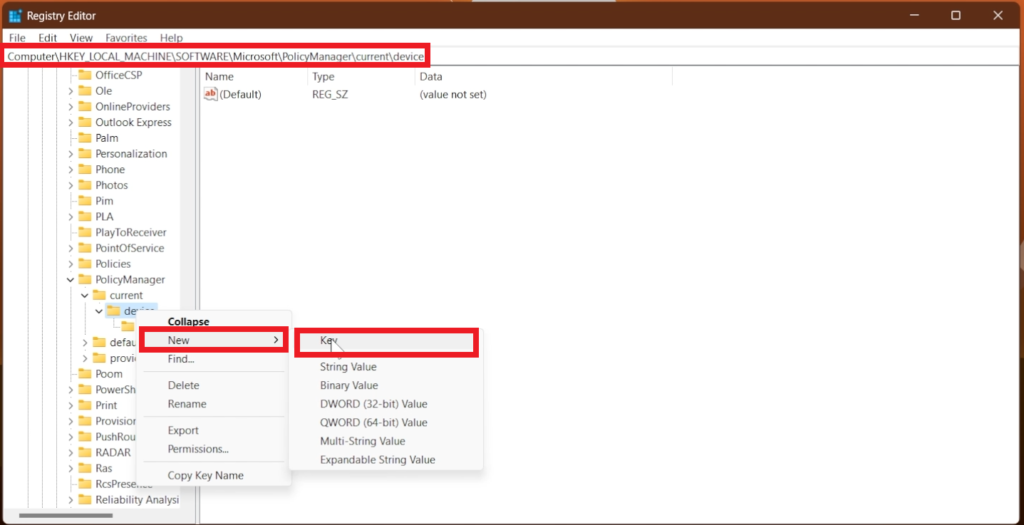 Registry Editor
File Edit View Favorites Help
Computer\HKEY_LOCAL_MACHINE\SOFTWARE\Microsoft\PolicyManager\current\device
Name Type Data
(Default) REG_SZ (value not set)
OfficeCSP
Ole
OnlineProviders
Outlook Express
Palm
Personalization
Phone
Photos
Pim
PLA
PlayToReceiver
PointOfService
Policies
PolicyManager
current
device
defau
provi
Poom
PowerSh
Print
Provision
PushRou
RADAR
Ras
RcsPresence
Reliability Analysi
Collapse
New
Find...
Delete
Rename
Export
Permissions...
Copy Key Name
Key
String Value
Binary Value
DWORD (32-bit) Value
QWORD (64-bit) Value
Multi-String Value
Expandable String Value